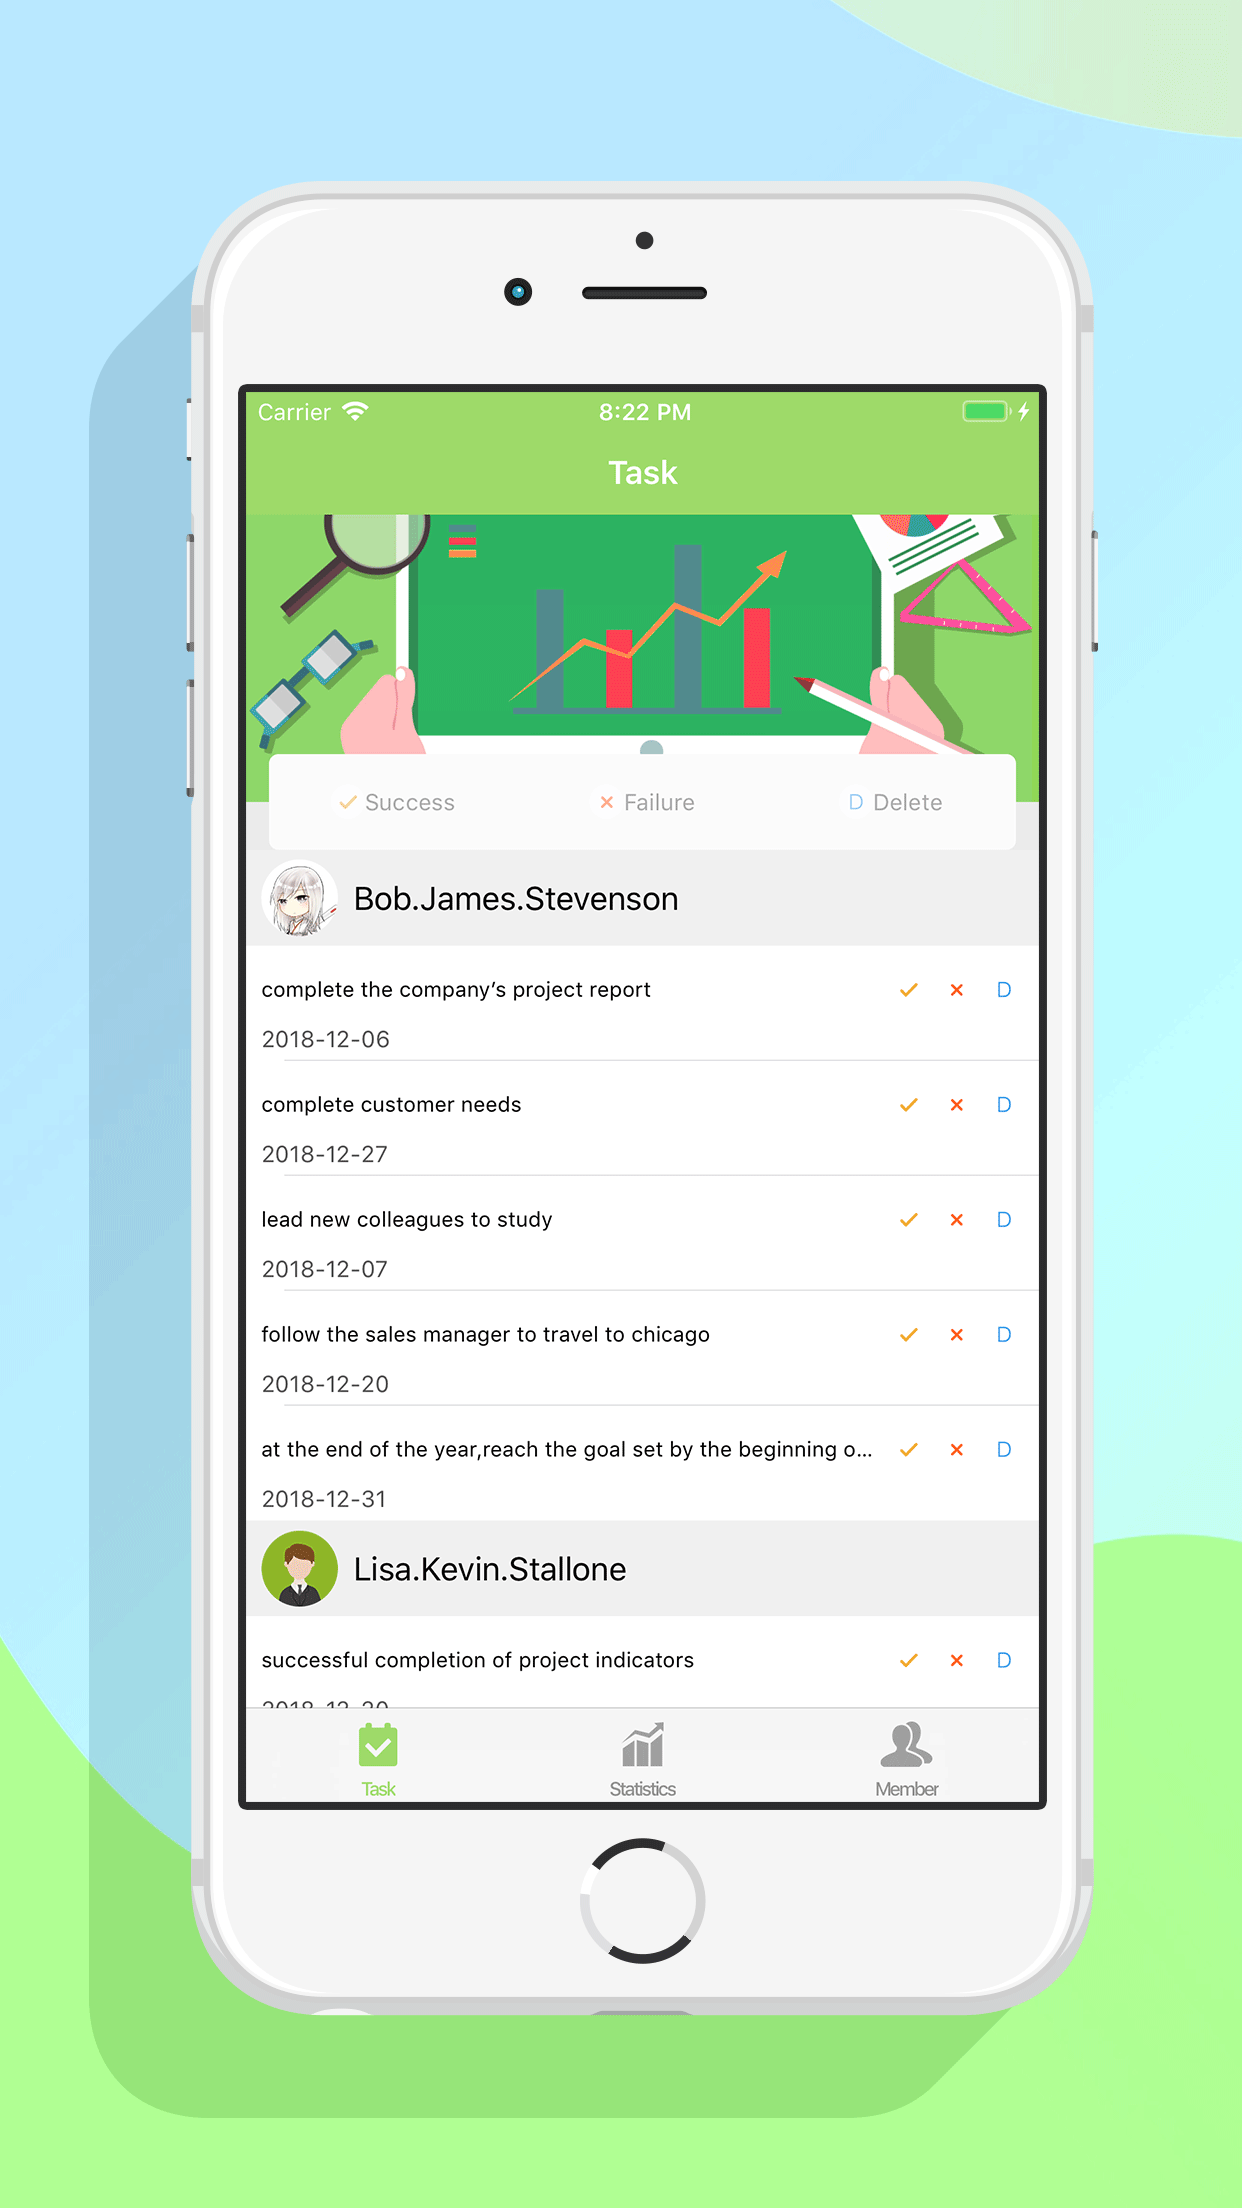 Carrier 8:22 PM
Task
Success Failure D Delete
Bob.James.Stevenson
complete the company’s project report D
2018-12-06
complete customer needs D
2018-12-27
lead new colleagues to study D
2018-12-07
follow the sales manager to travel to chicago D
2018-12-20
at the end of the year,reach the goal set by the beginning o... D
2018-12-31
Lisa.Kevin.Stallone
successful completion of project indicators D
Task Statistics Member